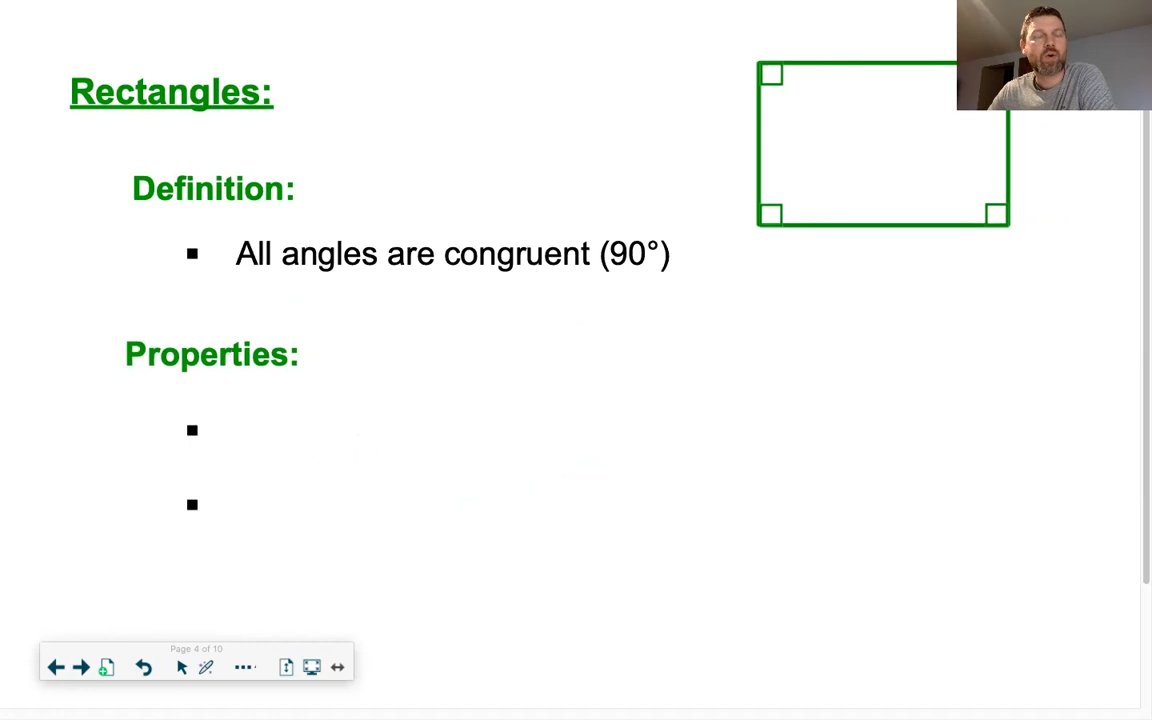 Rectangles:
Definition:
▪ All angles are congruent (90°)
Properties:
▪
▪
Page 4 of 10